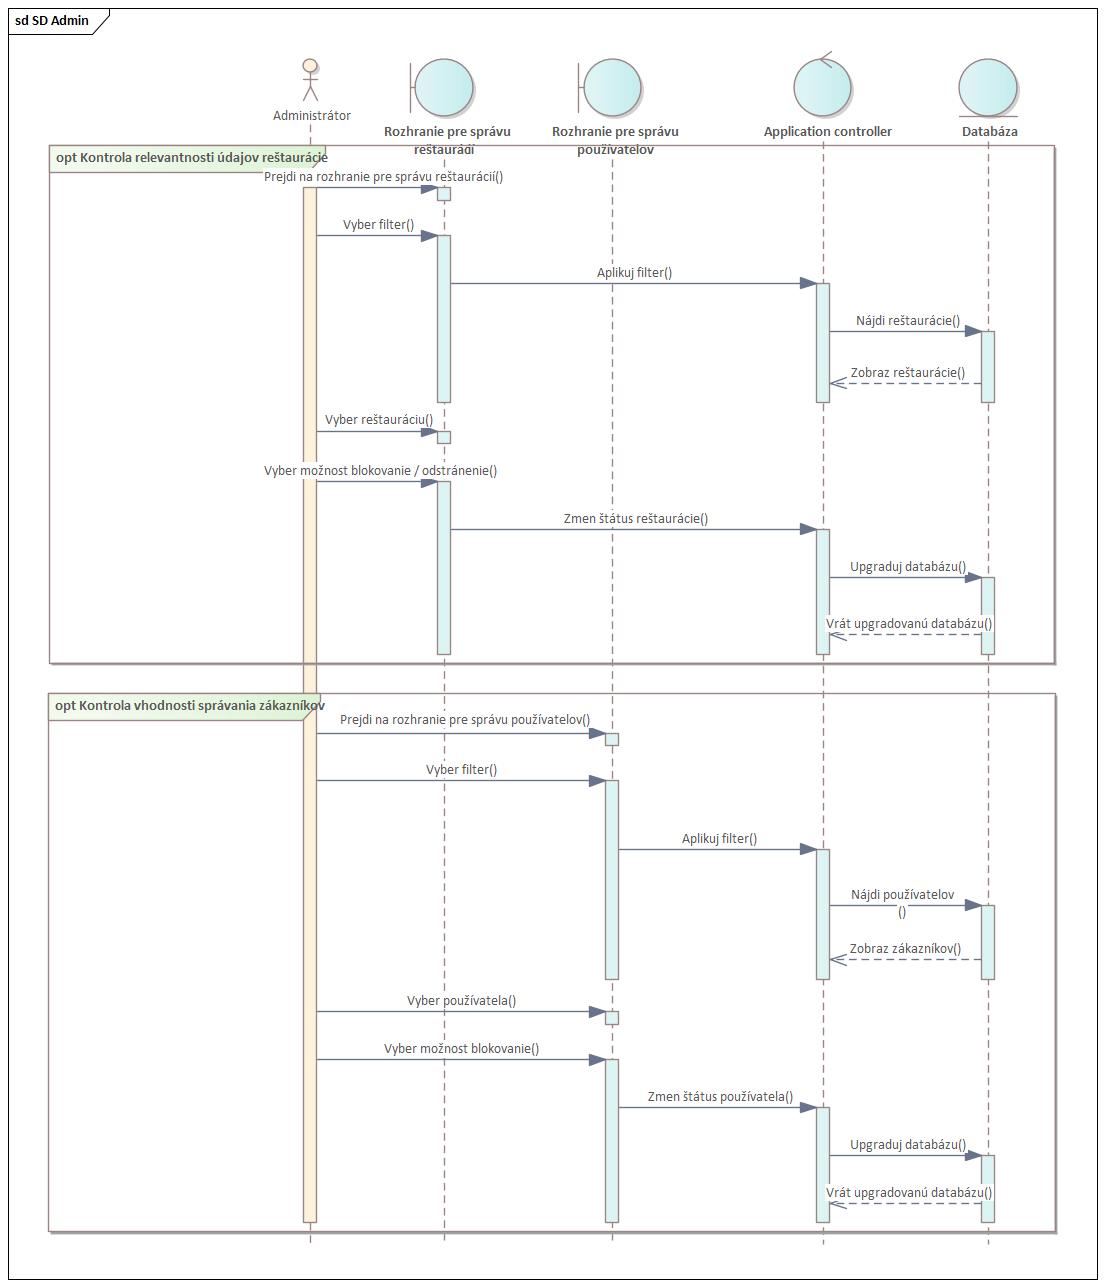 sd SD Admin
Administrátor
Rozhranie pre správu
reštaurádí
Rozhranie pre správu
použivatelov
Application controller
Databáza
opt Kontrola relevantnosti údajov reštaurácie
Prejdi na rozhranie pre správu reštaurácií()
Vyber filter()
Aplikuj filter()
Nájdi reštaurácie()
Zobraz reštaurácie()
Vyber reštauráciu()
Vyber možnost blokovanie / odstránenie()
Zmen štátus reštaurácie()
Upgraduj databázu()
Vrát upgradovanú databázu()
opt Kontrola vhodnosti správania zákazníkov
Prejdi na rozhranie pre správu používatelov()
Vyber filter()
Aplikuj filter()
Nájdi používatelov
()
Zobraz zákazníkov()
Vyber používatela()
Vyber možnost blokovanie()
Zmen štátus používatela()
Upgraduj databázu()
Vrát upgradovanú databázu()